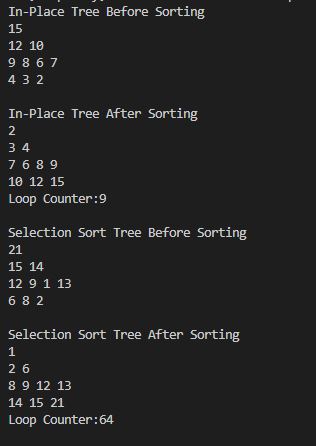 In-Place Tree Before Sorting
15
12 10
9 8 6 7
4 3 2
In-Place Tree After Sorting
2
3 4
7 6 8 9
10 12 15
Loop Counter:9
Selection Sort Tree Before Sorting
21
15 14
12 9 1 13
6 8 2
Selection Sort Tree After Sorting
1
2 6
8 9 12 13
14 15 21
Loop Counter:64